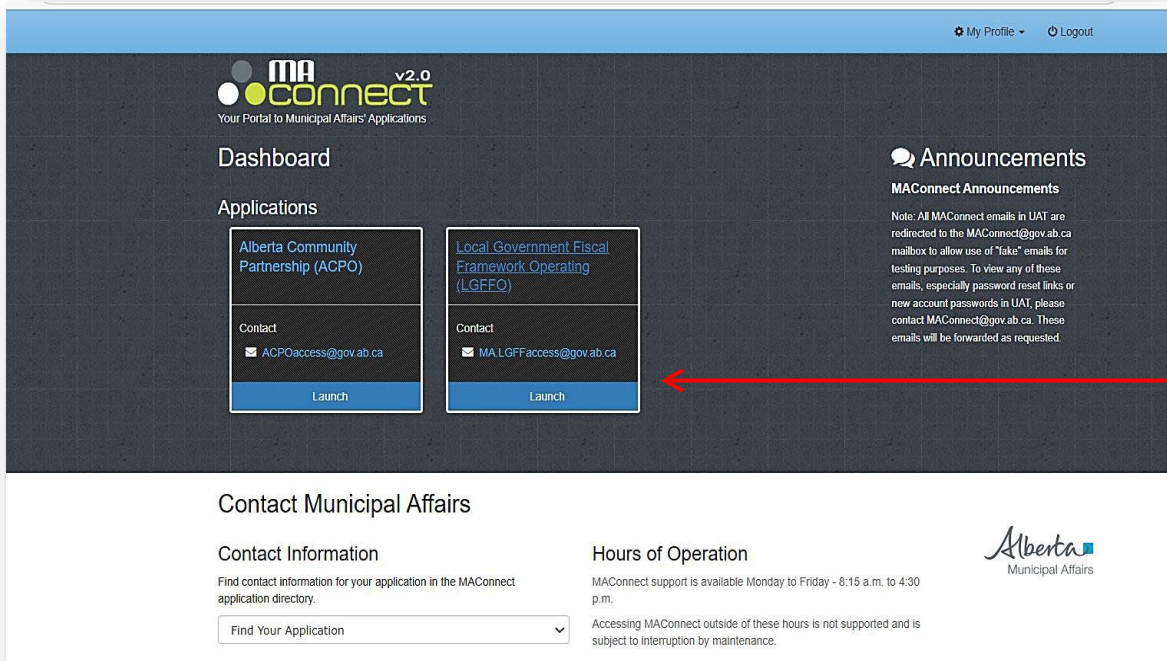 My Profile
Logout
MA
connect v2.0
Your Portal to Municipal Affairs' Applications
Dashboard
Applications
Alberta Community
Partnership (ACPO)
Contact
ACPOaccess@gov.ab.ca
Launch
Local Government Fiscal
Framework Operating
(LGFFO)
Contact
MA.LGFFaccess@gov.ab.ca
Launch
Announcements
MAConnect Announcements
Note: All MAConnect emails in UAT are
redirected to the MAConnect@gov.ab.ca
mailbox to allow use of "fake" emails for
testing purposes. To view any of these
emails, especially password reset links or
new account passwords in UAT, please
contact MAConnect@gov.ab.ca. These
emails will be forwarded as requested.
Contact Municipal Affairs
Contact Information
Find contact information for your application in the MAConnect
application directory.
Find Your Application
Hours of Operation
MAConnect support is available Monday to Friday - 8:15 a.m. to 4:30
p.m.
Accessing MAConnect outside of these hours is not supported and is
subject to interruption by maintenance.
Alberta
Municipal Affairs